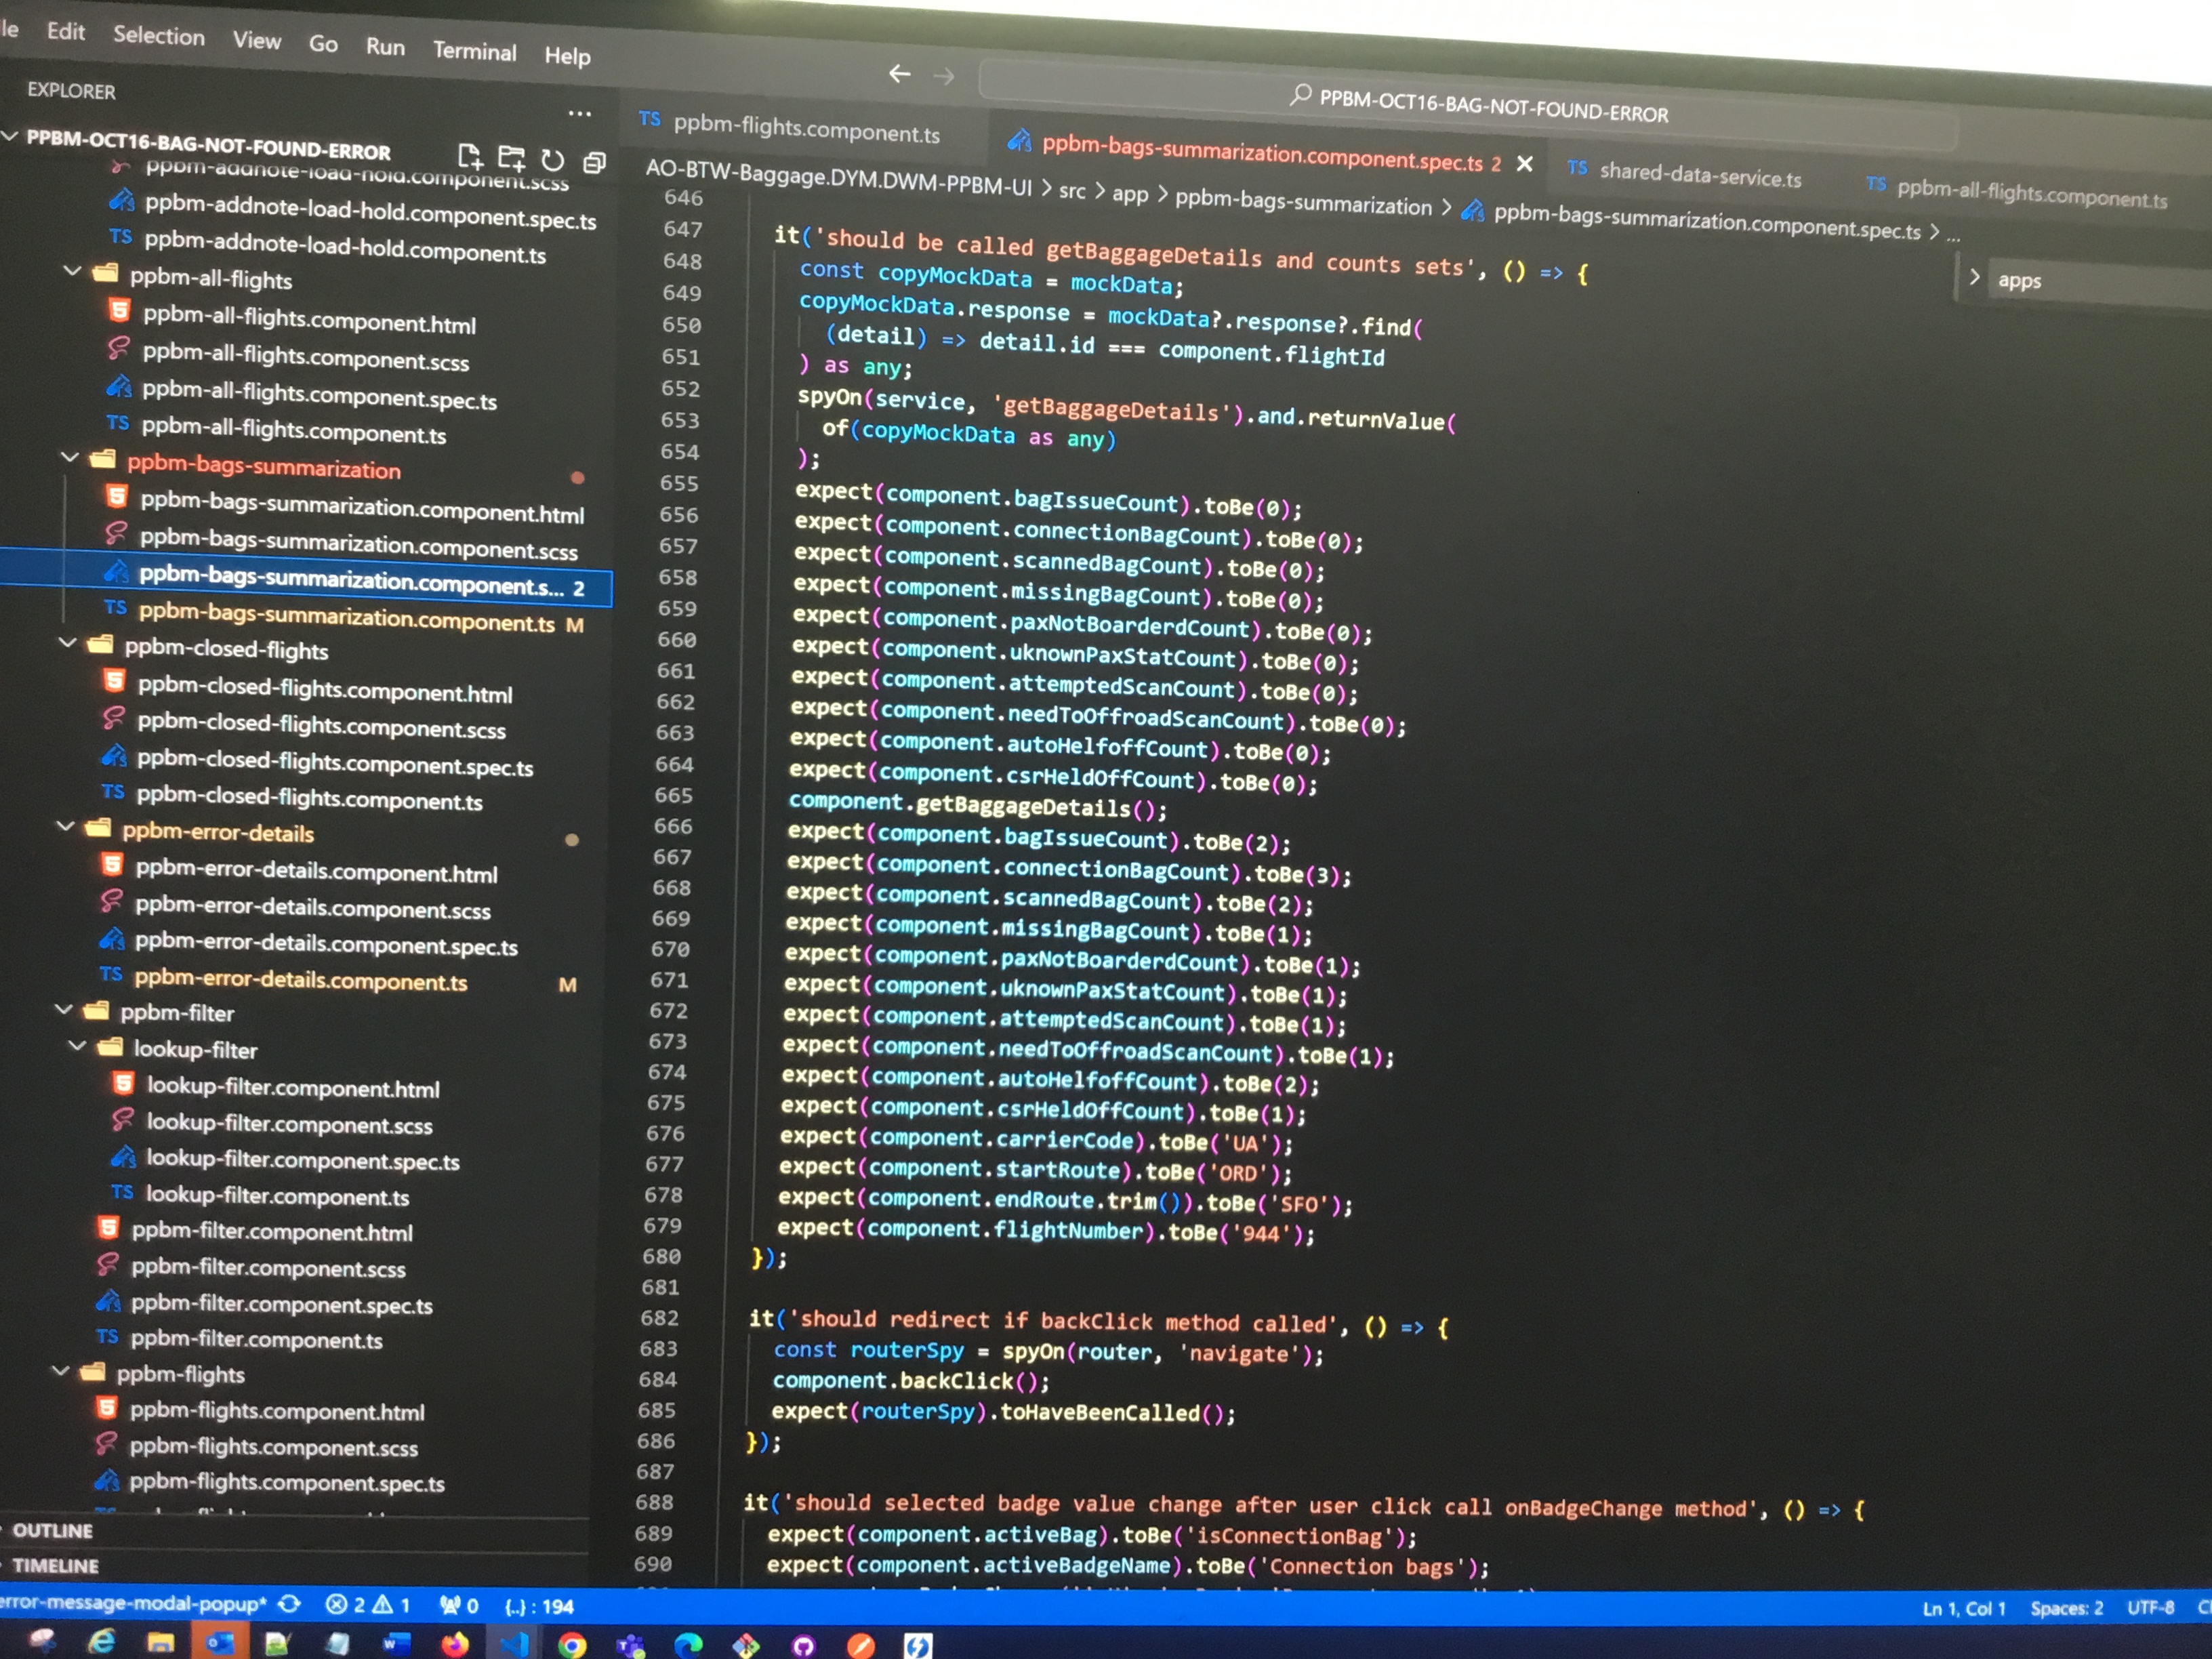 le Edit Selection View Go Run Terminal Help
PPBM-OCT16-BAG-NOT-FOUND-ERROR
EXPLORER
PPBM-OCT16-BAG-NOT-FOUND-ERROR
ppbm-addnote-load-hold.component.scss
ppbm-addnote-load-hold.component.spec.ts
TS ppbm-addnote-load-hold.component.ts
ppbm-all-flights
ppbm-all-flights.component.html
ppbm-all-flights.component.scss
ppbm-all-flights.component.spec.ts
TS ppbm-all-flights.component.ts
ppbm-bags-summarization
ppbm-bags-summarization.component.html
ppbm-bags-summarization.component.scss
ppbm-bags-summarization.component.s... 2
TS ppbm-bags-summarization.component.ts M
ppbm-closed-flights
ppbm-closed-flights.component.html
ppbm-closed-flights.component.scss
ppbm-closed-flights.component.spec.ts
TS ppbm-closed-flights.component.ts
ppbm-error-details
ppbm-error-details.component.html
ppbm-error-details.component.scss
ppbm-error-details.component.spec.ts
TS ppbm-error-details.component.ts M
ppbm-filter
lookup-filter
lookup-filter.component.html
lookup-filter.component.scss
lookup-filter.component.spec.ts
TS lookup-filter.component.ts
ppbm-filter.component.html
ppbm-filter.component.scss
ppbm-filter.component.spec.ts
TS ppbm-filter.component.ts
ppbm-flights
ppbm-flights.component.html
ppbm-flights.component.scss
ppbm-flights.component.spec.ts
OUTLINE
TIMELINE
TS ppbm-flights.component.ts
ppbm-bags-summarization.component.spec.ts 2 ×
TS shared-data-service.ts
TS ppbm-all-flights.component.ts
AO-BTW-Baggage.DYM.DWM-PPBM-UI > src > app > ppbm-bags-summarization > ppbm-bags-summarization.component.spec.ts > ...
> apps
646
647 it('should be called getBaggageDetails and counts sets', () => {
648 const copyMockData = mockData;
649 copyMockData.response = mockData?.response?.find(
650 (detail) => detail.id === component.flightId
651 ) as any;
652 spyOn(service, 'getBaggageDetails').and.returnValue(
653 of(copyMockData as any)
654 );
655 expect(component.bagIssueCount).toBe(0);
656 expect(component.connectionBagCount).toBe(0);
657 expect(component.scannedBagCount).toBe(0);
658 expect(component.missingBagCount).toBe(0);
659 expect(component.paxNotBoarderdCount).toBe(0);
660 expect(component.uknownPaxStatCount).toBe(0);
661 expect(component.attemptedScanCount).toBe(0);
662 expect(component.needToOffroadScanCount).toBe(0);
663 expect(component.autoHelfoffCount).toBe(0);
664 expect(component.csrHeldOffCount).toBe(0);
665 component.getBaggageDetails();
666 expect(component.bagIssueCount).toBe(2);
667 expect(component.connectionBagCount).toBe(3);
668 expect(component.scannedBagCount).toBe(2);
669 expect(component.missingBagCount).toBe(1);
670 expect(component.paxNotBoarderdCount).toBe(1);
671 expect(component.uknownPaxStatCount).toBe(1);
672 expect(component.attemptedScanCount).toBe(1);
673 expect(component.needToOffroadScanCount).toBe(1);
674 expect(component.autoHelfoffCount).toBe(2);
675 expect(component.csrHeldOffCount).toBe(1);
676 expect(component.carrierCode).toBe('UA');
677 expect(component.startRoute).toBe('ORD');
678 expect(component.endRoute.trim()).toBe('SFO');
679 expect(component.flightNumber).toBe('944');
680 });
681
682 it('should redirect if backClick method called', () => {
683 const routerSpy = spyOn(router, 'navigate');
684 component.backClick();
685 expect(routerSpy).toHaveBeenCalled();
686 });
687
688 it('should selected badge value change after user click call onBadgeChange method', () => {
689 expect(component.activeBag).toBe('isConnectionBag');
690 expect(component.activeBadgeName).toBe('Connection bags');
error-message-modal-popup* 2 1 0 {..} : 194
Ln 1, Col 1 Spaces: 2 UTF-8